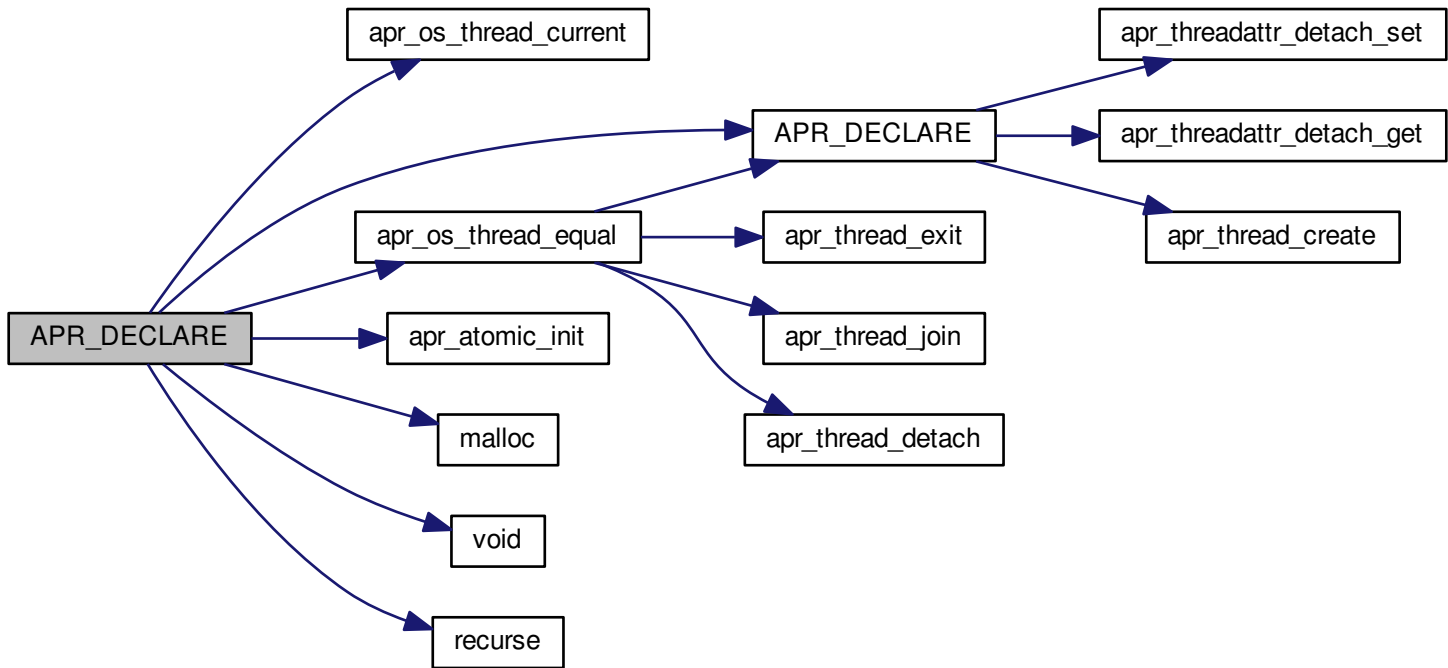 apr_os_thread_current
apr_threadattr_detach_set
APR_DECLARE
apr_threadattr_detach_get
apr_os_thread_equal
apr_thread_exit
apr_thread_create
APR_DECLARE
apr_atomic_init
apr_thread_join
malloc
apr_thread_detach
void
recurse